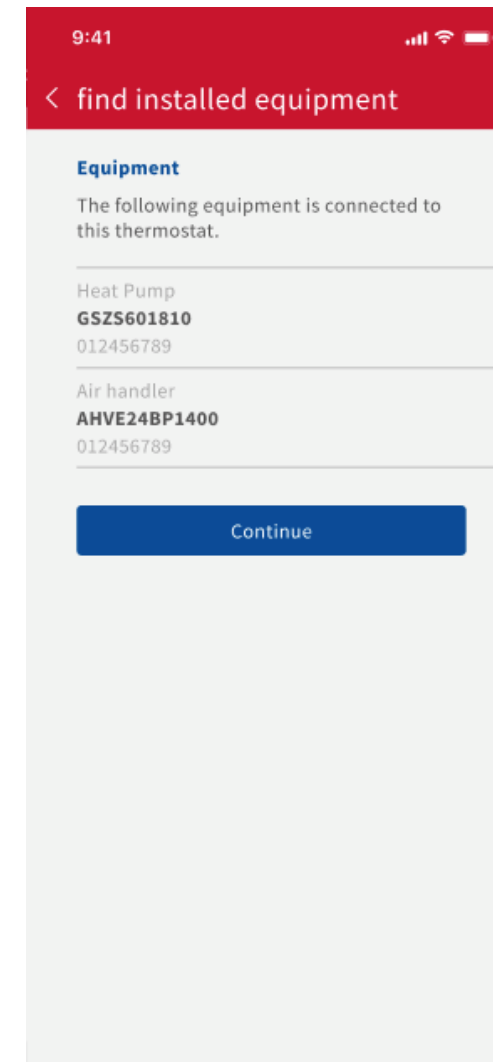 9:41
find installed equipment
Equipment
The following equipment is connected to
this thermostat.
Heat Pump
GSZS601810
012456789
Air handler
AHVE24BP1400
012456789
Continue